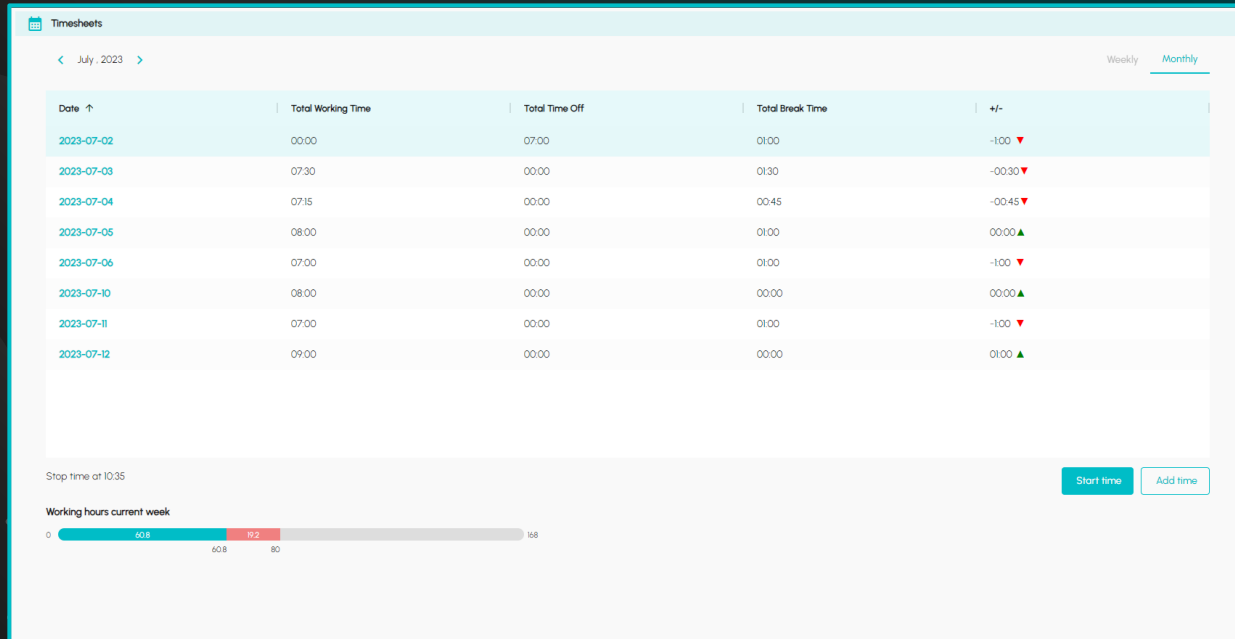 Timesheets
July , 2023
Weekly Monthly
Date Total Working Time Total Time Off Total Break Time +/-
2023-07-02 00:00 07:00 01:00 -1:00
2023-07-03 07:30 00:00 01:30 -00:30
2023-07-04 07:15 00:00 00:45 -00:45
2023-07-05 08:00 00:00 01:00 00:00
2023-07-06 07:00 00:00 01:00 -1:00
2023-07-10 08:00 00:00 00:00 00:00
2023-07-11 07:00 00:00 01:00 -1:00
2023-07-12 09:00 00:00 00:00 01:00
Stop time at 10:35
Start time Add time
Working hours current week
0 60.8 19.2 168
60.8 80